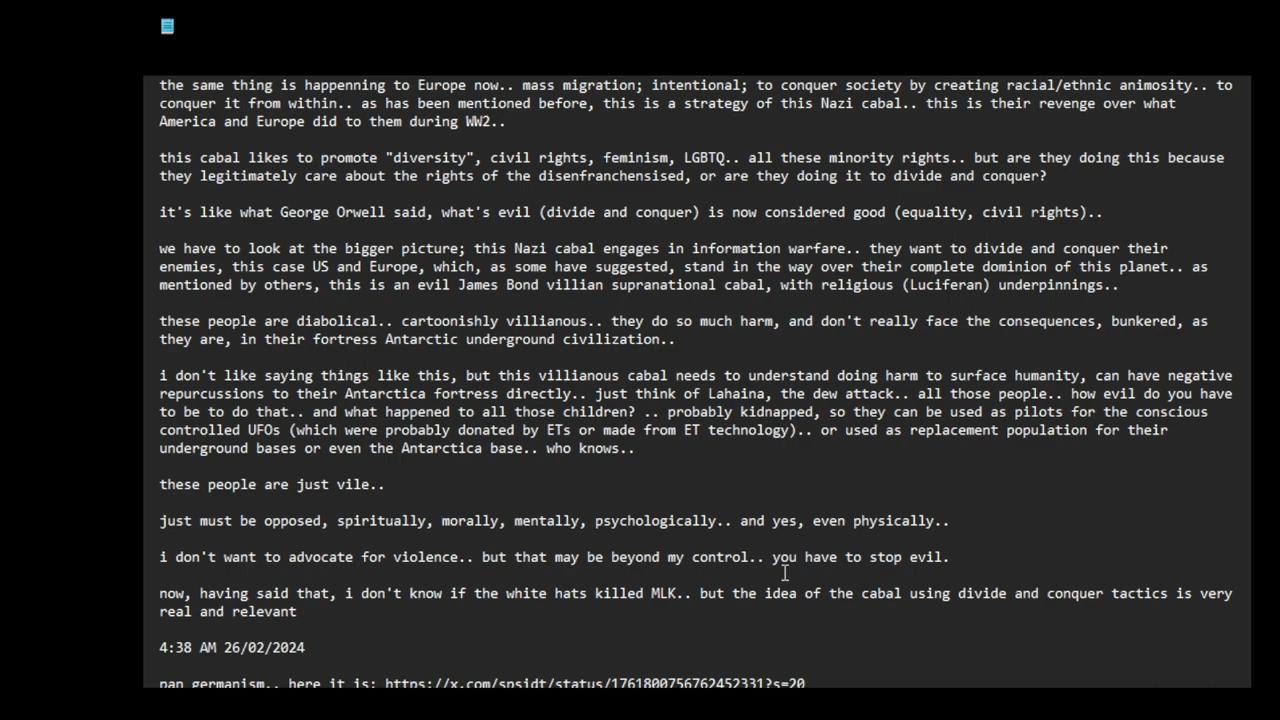 the same thing is happenning to Europe now.. mass migration; intentional; to conquer society by creating racial/ethnic animosity.. to
conquer it from within.. as has been mentioned before, this is a strategy of this Nazi cabal.. this is their revenge over what
America and Europe did to them during WW2..
this cabal likes to promote "diversity", civil rights, feminism, LGBTQ.. all these minority rights.. but are they doing this because
they legitimately care about the rights of the disenfranchensised, or are they doing it to divide and conquer?
it's like what George Orwell said, what's evil (divide and conquer) is now considered good (equality, civil rights)..
we have to look at the bigger picture; this Nazi cabal engages in information warfare.. they want to divide and conquer their
enemies, this case US and Europe, which, as some have suggested, stand in the way over their complete dominion of this planet.. as
mentioned by others, this is an evil James Bond villian supranational cabal, with religious (Luciferan) underpinnings..
these people are diabolical.. cartoonishly villianous.. they do so much harm, and don't really face the consequences, bunkered, as
they are, in their fortress Antarctic underground civilization..
i don't like saying things like this, but this villianous cabal needs to understand doing harm to surface humanity, can have negative
repurcussions to their Antarctica fortress directly.. just think of Lahaina, the dew attack.. all those people.. how evil do you have
to be to do that.. and what happened to all those children? .. probably kidnapped, so they can be used as pilots for the conscious
controlled UFOs (which were probably donated by ETs or made from ET technology).. or used as replacement population for their
underground bases or even the Antarctica base.. who knows..
these people are just vile..
just must be opposed, spiritually, morally, mentally, psychologically.. and yes, even physically..
i don't want to advocate for violence.. but that may be beyond my control.. you have to stop evil.
now, having said that, i don't know if the white hats killed MLK.. but the idea of the cabal using divide and conquer tactics is very
real and relevant
4:38 AM 26/02/2024
pan germanism.. here it is: https://x.com/spsidt/status/1761800756762452331?s=20